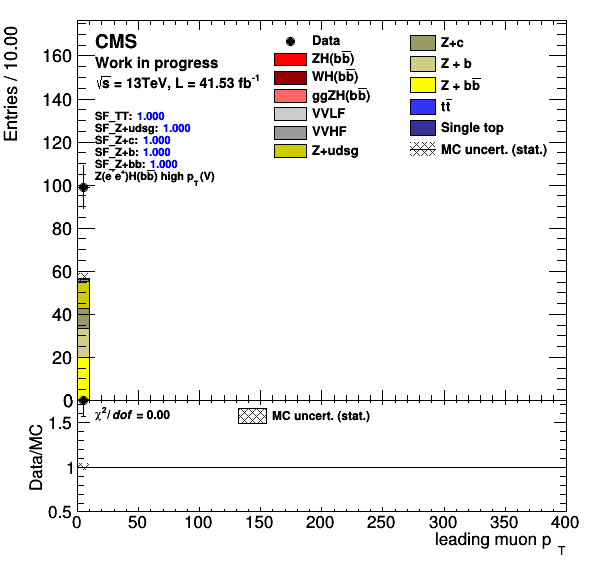 CMS
Work in progress
√s = 13TeV, L = 41.53 fb⁻¹
SF_TT: 1.000
SF_Z+udsg: 1.000
SF_Z+c: 1.000
SF_Z+b: 1.000
SF_Z+bb: 1.000
Z(e⁻e⁺)H(bb̅) high p_T(V)
Data
ZH(bb̅)
WH(bb̅)
ggZH(bb̅)
VVLF
VVHF
Z+udsg
Z+c
Z + b
Z + bb̅
tt̅
Single top
MC uncert. (stat.)
Entries / 10.00
160
140
120
100
80
60
40
20
0
χ²/dof = 0.00
MC uncert. (stat.)
Data/MC
1.5
1
0.5
0 50 100 150 200 250 300 350 400
leading muon p_T